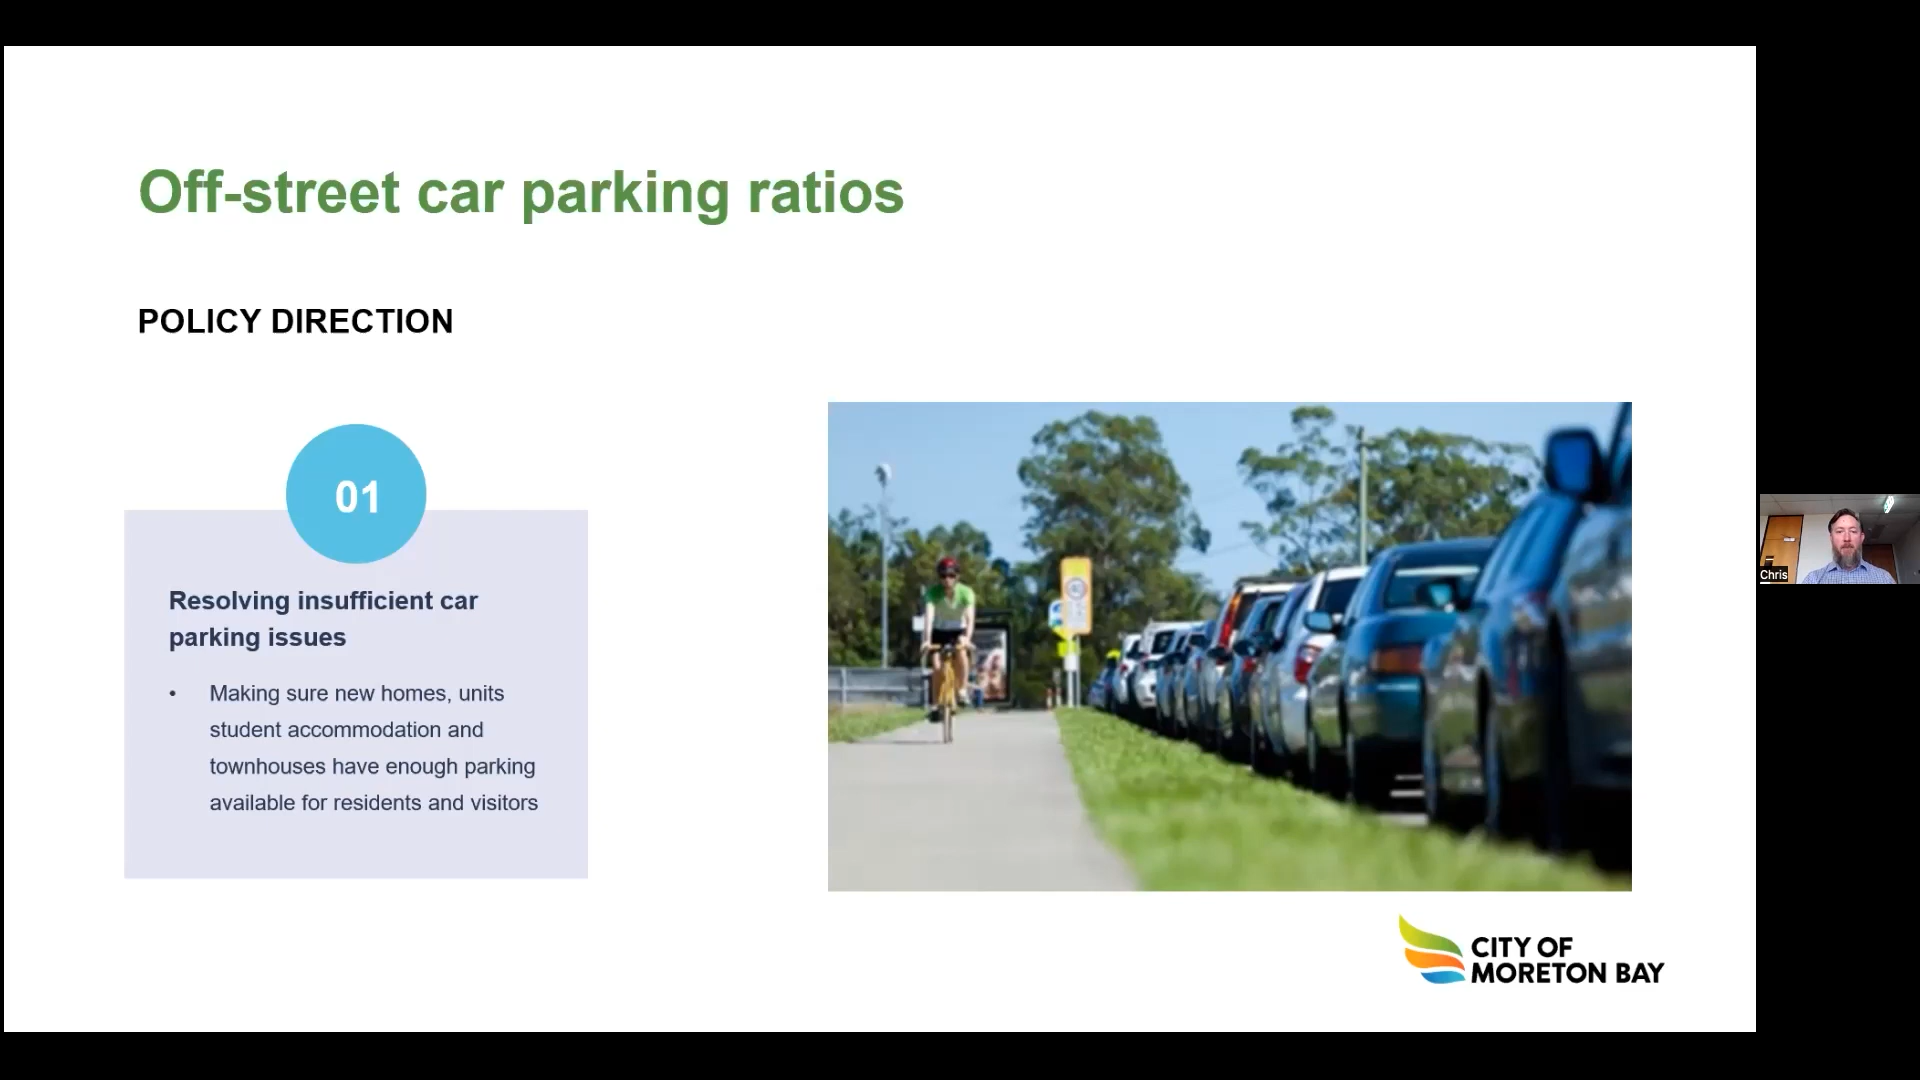 Off-street car parking ratios
POLICY DIRECTION
01
Resolving insufficient car
parking issues
• Making sure new homes, units
student accommodation and
townhouses have enough parking
available for residents and visitors
CITY OF
MORETON BAY
Chris